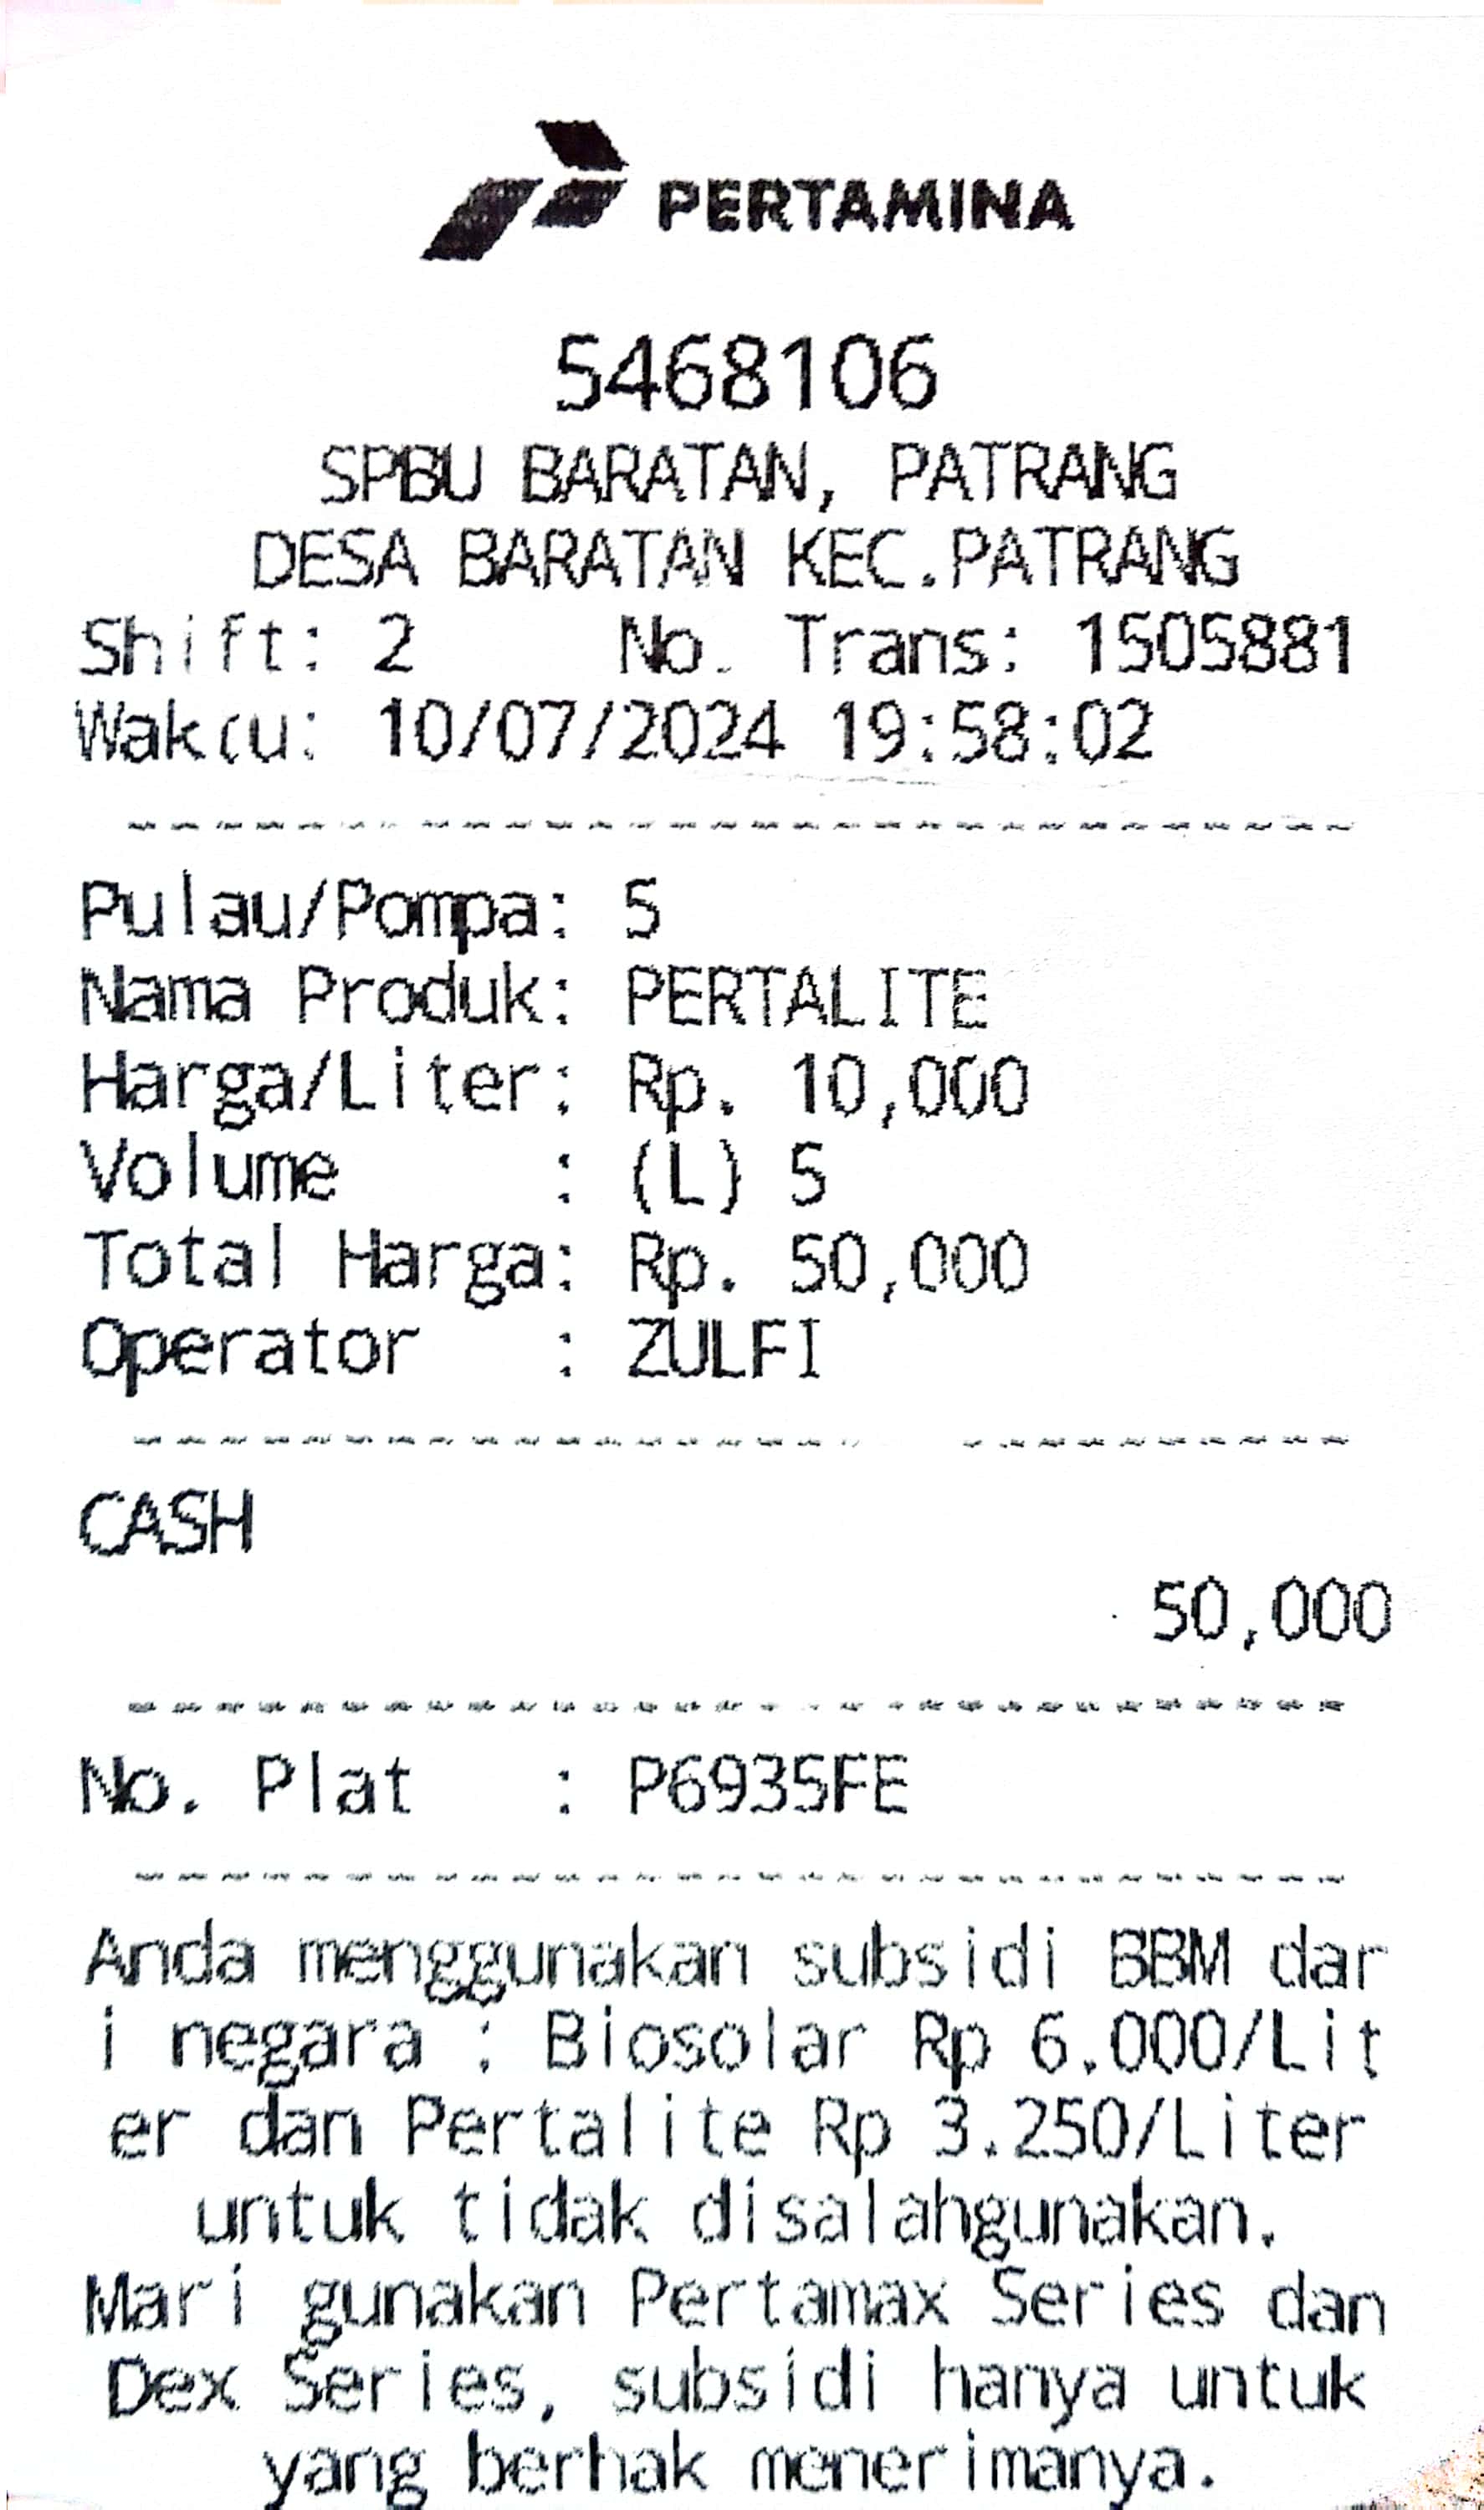 PERTAMINA
5468106
SPBU BARATAN, PATRANG
DESA BARATAN KEC.PATRANG
Shift: 2 No. Trans: 1505881
Waktu: 10/07/2024 19:58:02
--------------------------------
Pulau/Pompa: 5
Nama Produk: PERTALITE
Harga/Liter: Rp. 10,000
Volume : (L) 5
Total Harga: Rp. 50,000
Operator : ZULFI
--------------------------------
CASH
50,000
--------------------------------
No. Plat : P6935FE
--------------------------------
Anda menggunakan subsidi BBM dar
i negara : Biosolar Rp 6.000/Lit
er dan Pertalite Rp 3.250/Liter
untuk tidak disalahgunakan.
Mari gunakan Pertamax Series dan
Dex Series, subsidi hanya untuk
yang berhak menerimanya.